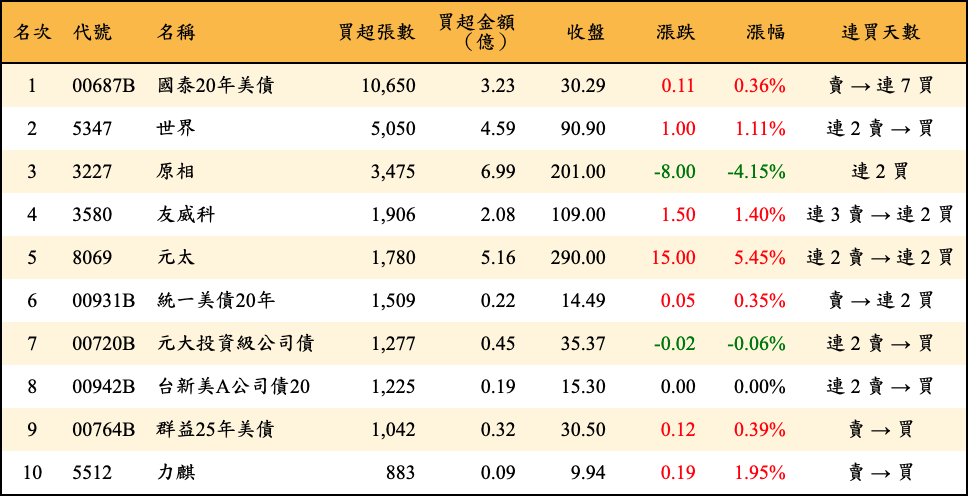 名次 代號 名稱 買超張數 買超金額（億） 收盤 漲跌 漲幅 連買天數
1 00687B 國泰20年美債 10,650 3.23 30.29 0.11 0.36% 賣 → 連 7 買
2 5347 世界 5,050 4.59 90.90 1.00 1.11% 連 2 賣 → 買
3 3227 原相 3,475 6.99 201.00 -8.00 -4.15% 連 2 買
4 3580 友威科 1,906 2.08 109.00 1.50 1.40% 連 3 賣 → 連 2 買
5 8069 元太 1,780 5.16 290.00 15.00 5.45% 連 2 賣 → 連 2 買
6 00931B 統一美債20年 1,509 0.22 14.49 0.05 0.35% 賣 → 連 2 買
7 00720B 元大投資級公司債 1,277 0.45 35.37 -0.02 -0.06% 連 2 賣 → 買
8 00942B 台新美A公司債20 1,225 0.19 15.30 0.00 0.00% 連 2 賣 → 買
9 00764B 群益25年美債 1,042 0.32 30.50 0.12 0.39% 賣 → 買
10 5512 力麒 883 0.09 9.94 0.19 1.95% 賣 → 買